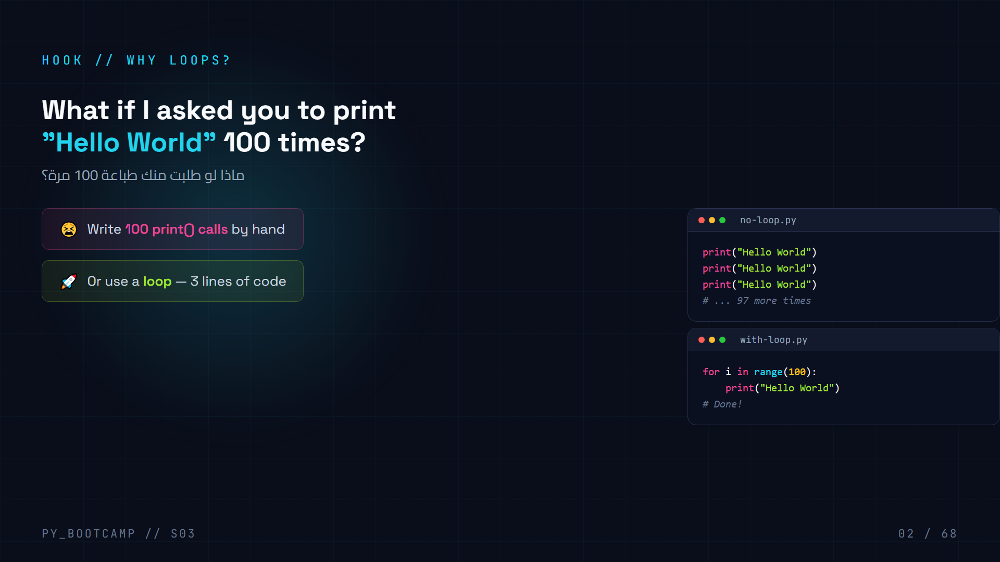 HOOK // WHY LOOPS?
What if I asked you to print
”Hello World” 100 times?
ماذا لو طلبت منك طباعة 100 مرة؟
Write 100 print() calls by hand
Or use a loop — 3 lines of code
no-loop.py
print("Hello World")
print("Hello World")
print("Hello World")
# ... 97 more times
with-loop.py
for i in range(100):
    print("Hello World")
# Done!
PY_BOOTCAMP // S03
02 / 68